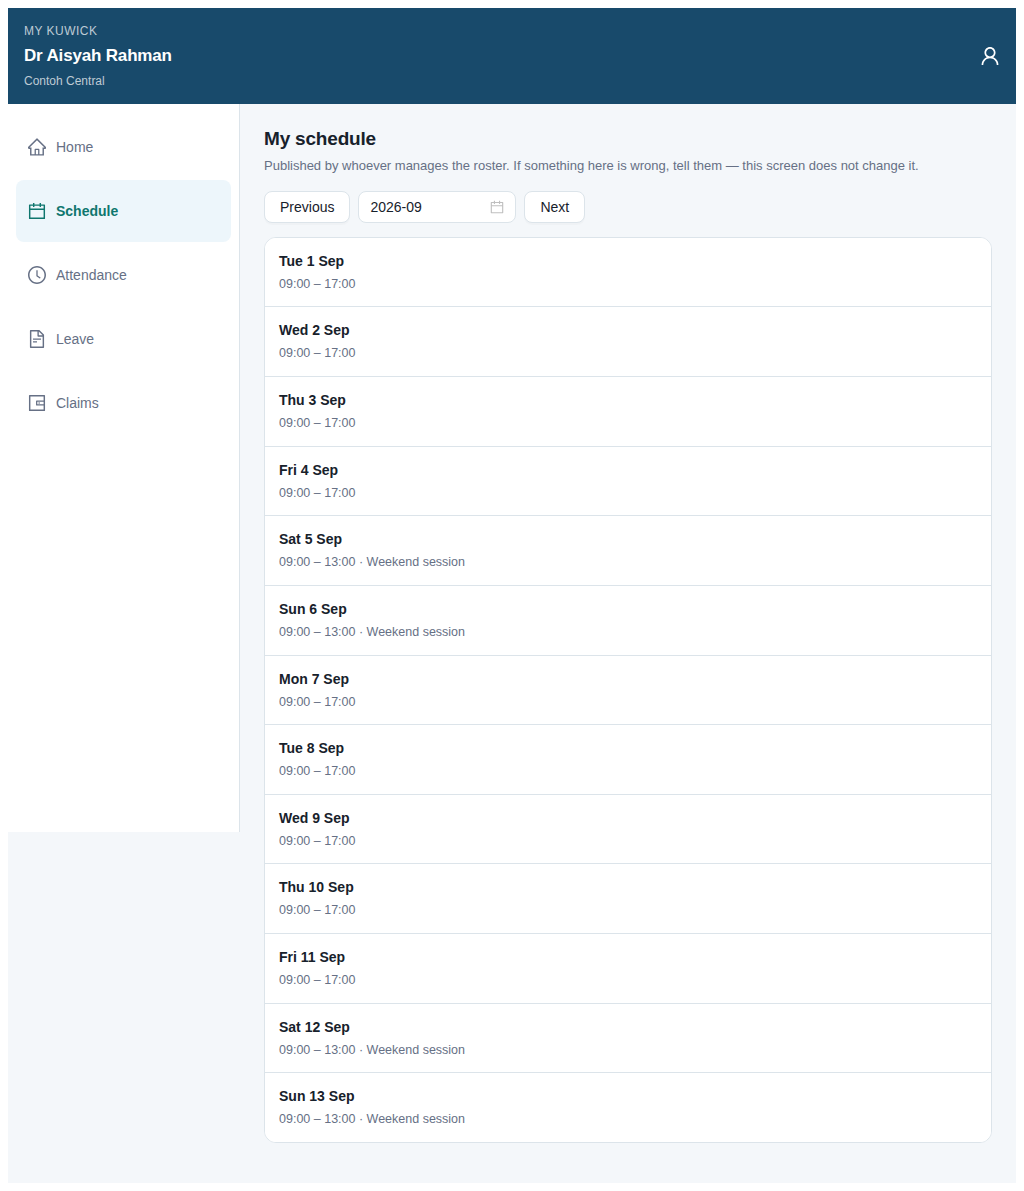 MY KUWICK
Dr Aisyah Rahman
Contoh Central
Home
Schedule
Attendance
Leave
Claims
My schedule
Published by whoever manages the roster. If something here is wrong, tell them — this screen does not change it.
Previous
2026-09
Next
Tue 1 Sep
09:00 – 17:00
Wed 2 Sep
09:00 – 17:00
Thu 3 Sep
09:00 – 17:00
Fri 4 Sep
09:00 – 17:00
Sat 5 Sep
09:00 – 13:00 · Weekend session
Sun 6 Sep
09:00 – 13:00 · Weekend session
Mon 7 Sep
09:00 – 17:00
Tue 8 Sep
09:00 – 17:00
Wed 9 Sep
09:00 – 17:00
Thu 10 Sep
09:00 – 17:00
Fri 11 Sep
09:00 – 17:00
Sat 12 Sep
09:00 – 13:00 · Weekend session
Sun 13 Sep
09:00 – 13:00 · Weekend session